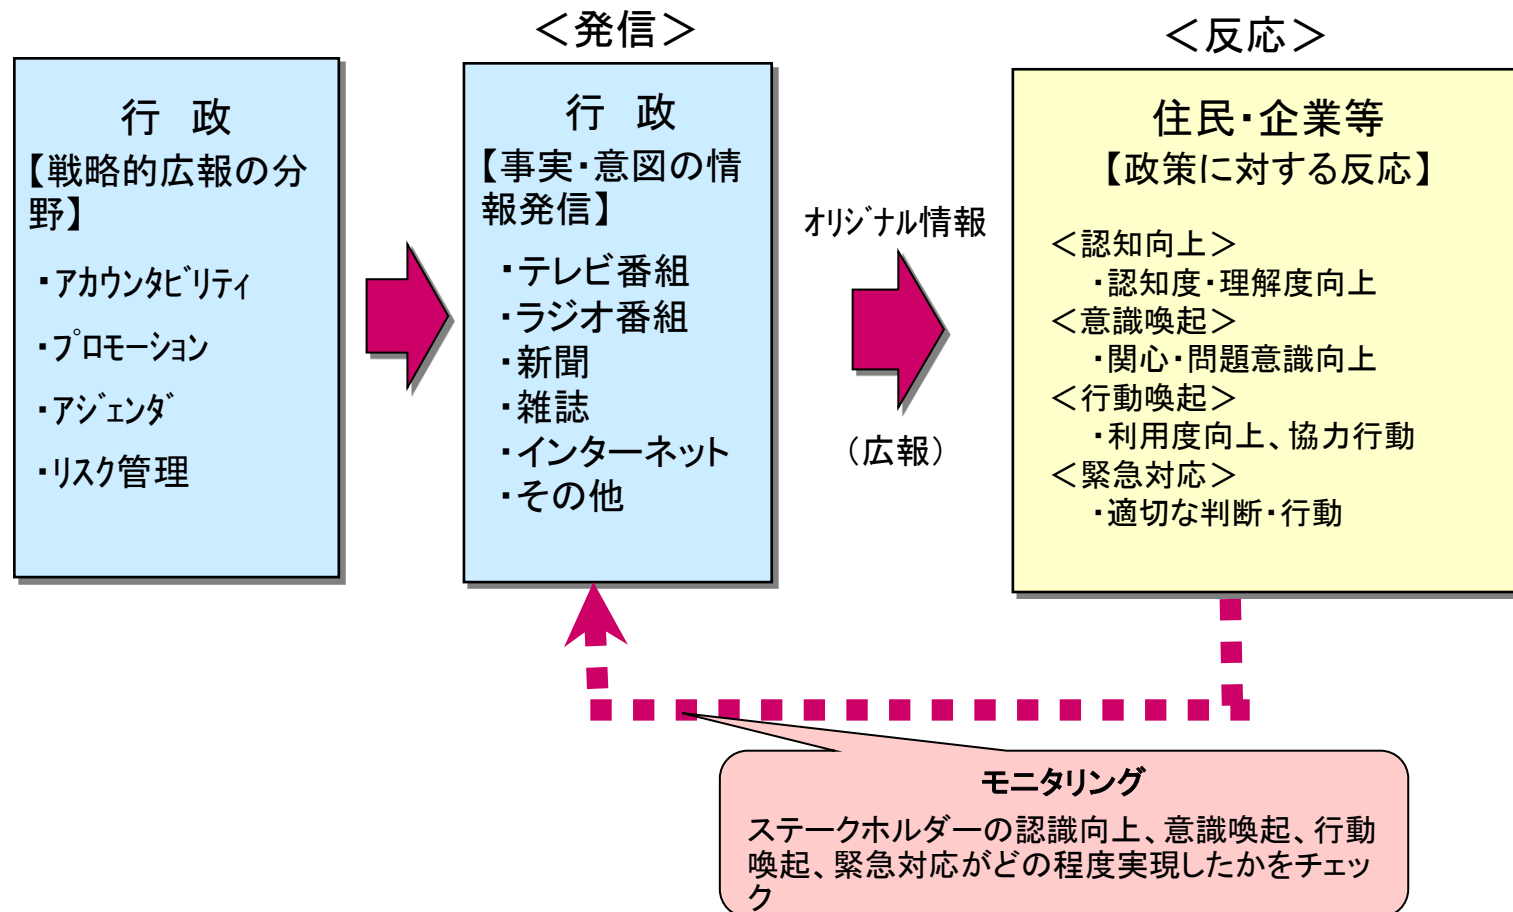 ＜発信＞
＜反応＞
行　政
【戦略的広報の分
野】
・ｱｶｳﾝﾀﾋﾞﾘﾃｨ
・ﾌﾟﾛﾓｰｼｮﾝ
・ｱｼﾞｪﾝﾀﾞ
・ﾘｽｸ管理
行　政
【事実・意図の情
報発信】
・テレビ番組
・ラジオ番組
・新聞
・雑誌
・インターネット
・その他
ｵﾘｼﾞﾅﾙ情報
（広報）
住民・企業等
【政策に対する反応】
＜認知向上＞
・認知度・理解度向上
＜意識喚起＞
・関心・問題意識向上
＜行動喚起＞
・利用度向上、協力行動
＜緊急対応＞
・適切な判断・行動
モニタリング
ステークホルダーの認識向上、意識喚起、行動
喚起、緊急対応がどの程度実現したかをチェッ
ク